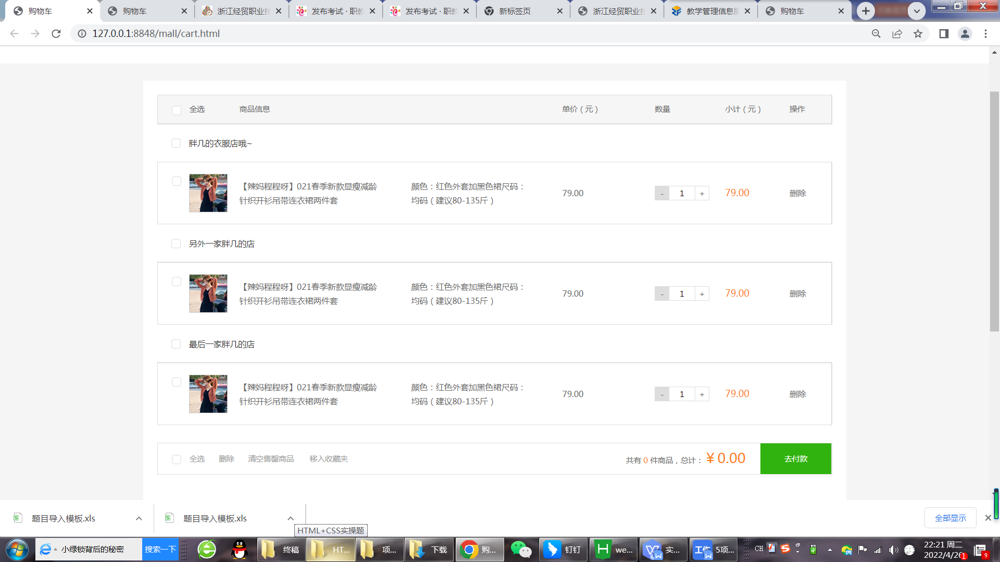 购物车
购物车
浙江经贸职业技
发布考试 · 职教
发布考试 · 职教
新标签页
浙江经贸职业技
教学管理信息服
购物车
127.0.0.1:8848/mall/cart.html
全选 商品信息 单价（元） 数量 小计（元） 操作
胖几的衣服店哦~
【辣妈程程呀】021春季新款显瘦减龄
针织开衫吊带连衣裙两件套
颜色：红色外套加黑色裙尺码：
均码（建议80-135斤）
79.00 - 1 + 79.00 删除
另外一家胖几的店
【辣妈程程呀】021春季新款显瘦减龄
针织开衫吊带连衣裙两件套
颜色：红色外套加黑色裙尺码：
均码（建议80-135斤）
79.00 - 1 + 79.00 删除
最后一家胖几的店
【辣妈程程呀】021春季新款显瘦减龄
针织开衫吊带连衣裙两件套
颜色：红色外套加黑色裙尺码：
均码（建议80-135斤）
79.00 - 1 + 79.00 删除
全选 删除 清空售罄商品 移入收藏夹 共有 0 件商品，总计： ¥ 0.00 去付款
题目导入模板.xls
题目导入模板.xls
全部显示
HTML+CSS实操题
小绿锁背后的秘密 搜索一下
终稿
HT...
项...
下载
购...
钉钉
we...
实...
5项...
CH
22:21 周二
2022/4/26
1
9